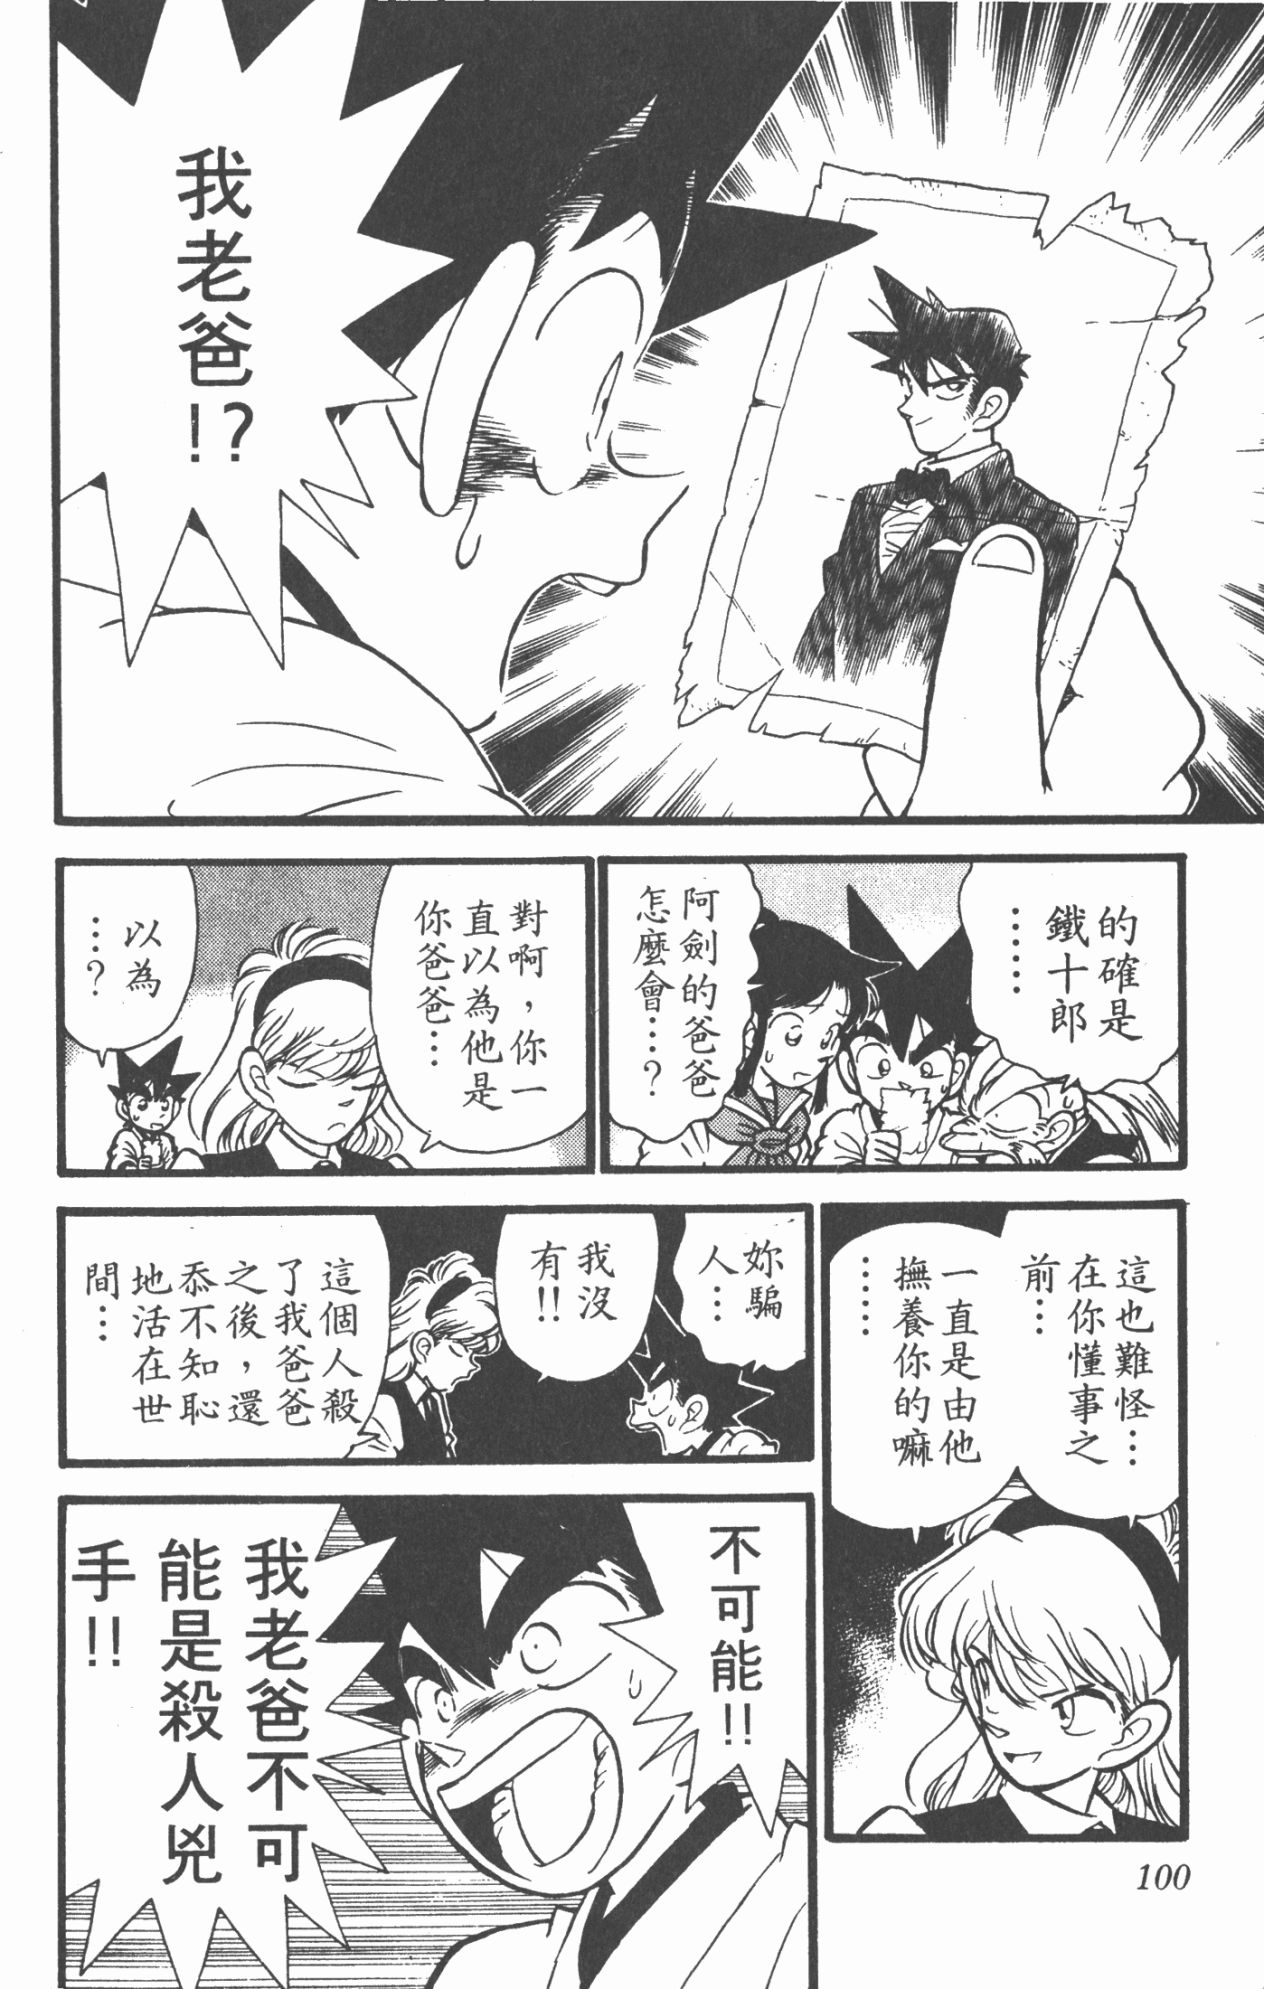 我老爸!?
的確是
鐵十郎
……
阿劍的爸爸
怎麼會…?
對啊，你一
直以為他是
你爸爸…
以為
…?
這也難怪…
在你懂事之
前…
一直是由他
撫養你的嘛
……
妳騙
人…
我沒
有!!
這個人殺
了我爸爸
之後，還
忝不知恥
地活在世
間…
不可能!!
我老爸不可
能是殺人兇
手!!
100